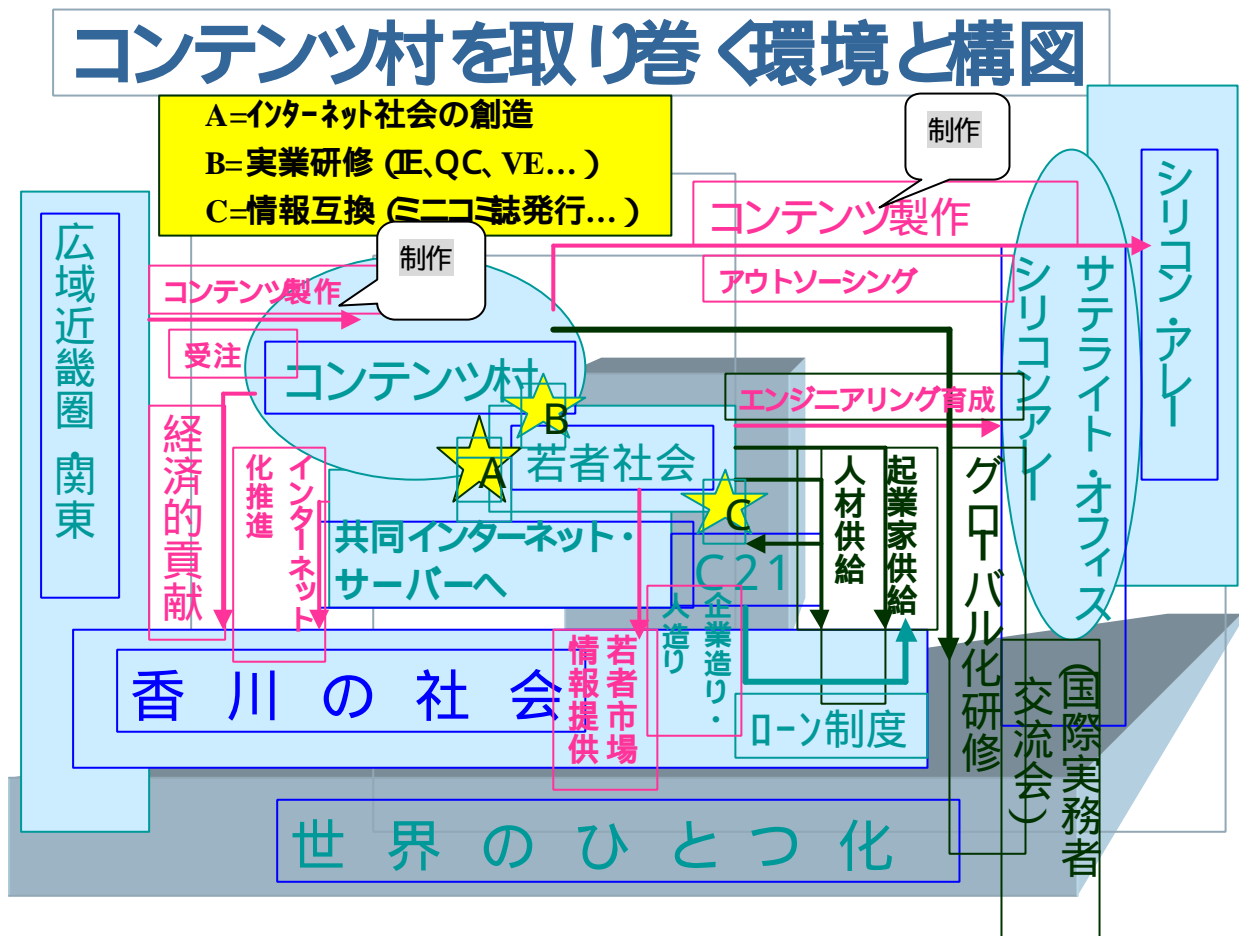 コンテンツ村を取り巻く環境と構図
A=インターネット社会の創造
B=実業研修（IE、QC、VE…）
C=情報互換（ミニコミ誌発行…）
制作
制作
コンテンツ製作
アウトソーシング
シリコン・アレー
サテライト・オフィス
シリコンアレイ
広域近畿圏・関東
コンテンツ製作
受注
コンテンツ村
B
A
若者社会
C
エンジニアリング育成
経済的貢献
インターネット
化推進
共同インターネット・
サーバーへ
C21
人材供給
起業家供給
グローバル化研修
（国際実務者
交流会）
企業造り・
人造り
若者市場
情報提供
ローン制度
香川の社会
世界のひとつ化